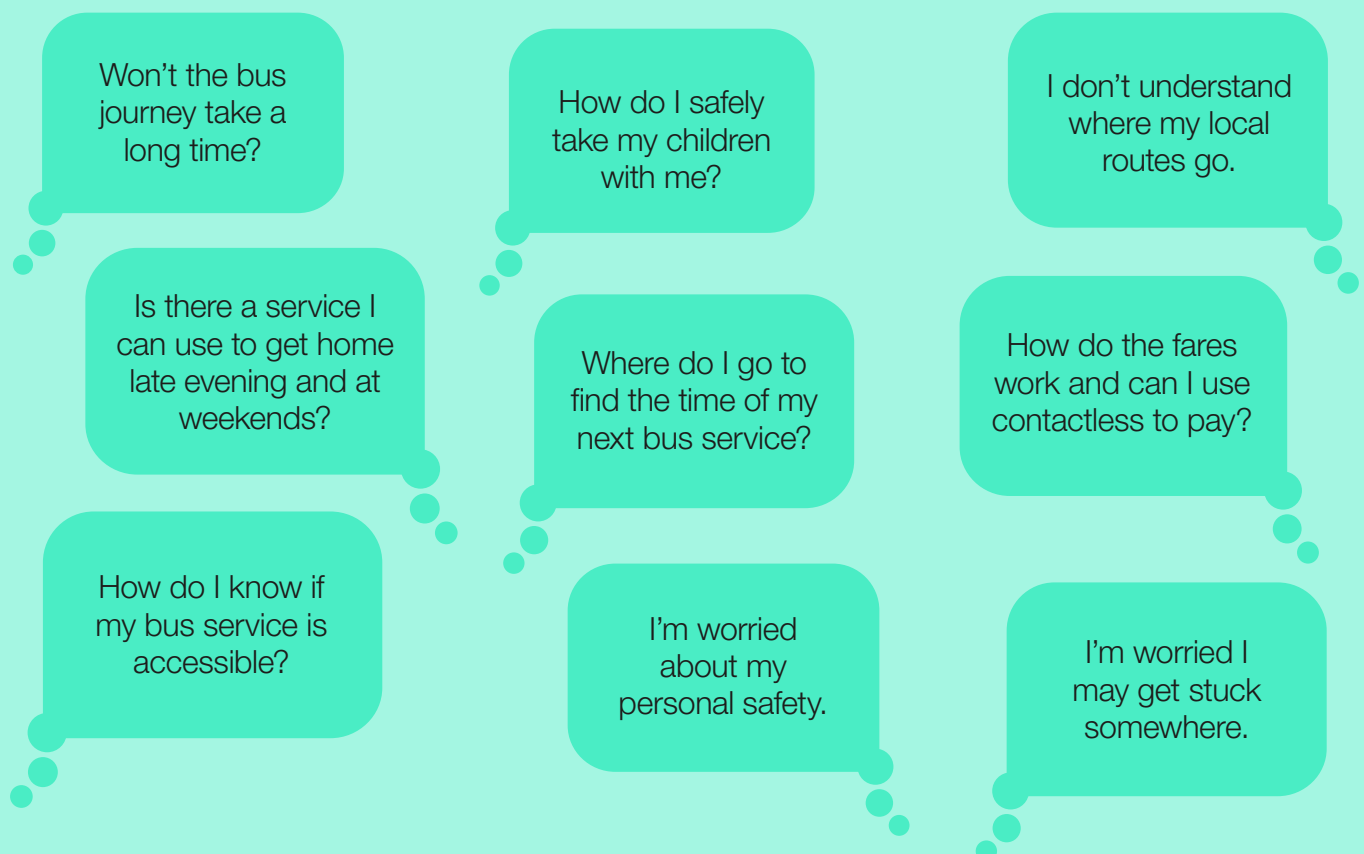 Won't the bus
journey take a
long time?
How do I safely
take my children
with me?
I don't understand
where my local
routes go.
Is there a service I
can use to get home
late evening and at
weekends?
Where do I go to
find the time of my
next bus service?
How do the fares
work and can I use
contactless to pay?
How do I know if
my bus service is
accessible?
I'm worried
about my
personal safety.
I'm worried I
may get stuck
somewhere.